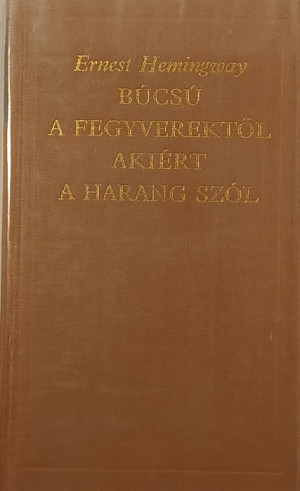 Ernest Hemingway
BÚCSÚ
A FEGYVEREKTŐL
AKIÉRT
A HARANG SZÓL